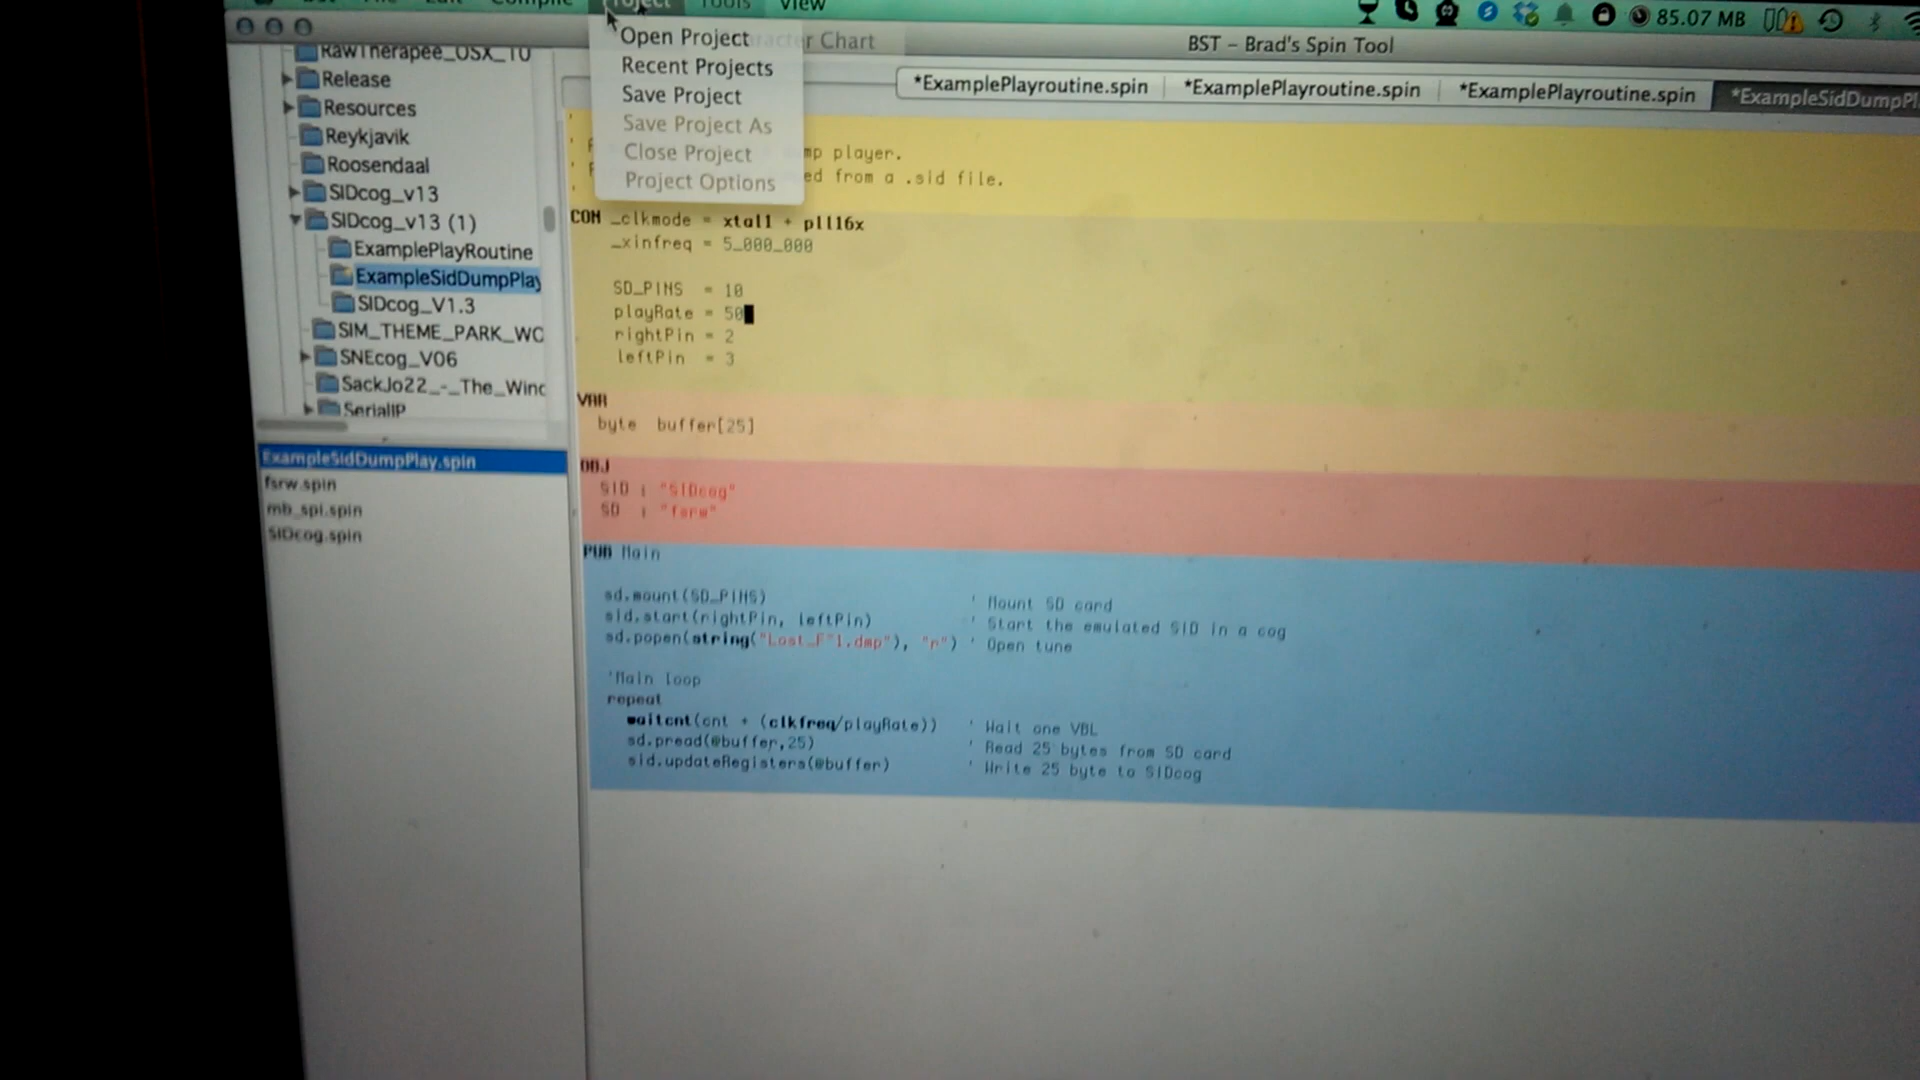 Project Tools View
85.07 MB
BST – Brad's Spin Tool
Open Project
Recent Projects
Save Project
Save Project As
Close Project
Project Options
r Chart
*ExamplePlayroutine.spin
*ExamplePlayroutine.spin
*ExamplePlayroutine.spin
*ExampleSidDumpPl
RawTherapee_OSX_10
Release
Resources
Reykjavik
Roosendaal
SIDcog_v13
SIDcog_v13 (1)
ExamplePlayRoutine
ExampleSidDumpPlay
SIDcog_V1.3
SIM_THEME_PARK_WO
SNEcog_V06
SackJo22_-_The_Wind
SerialIP
ExampleSidDumpPlay.spin
fsrw.spin
mb_spi.spin
SIDcog.spin
mp player.
ed from a .sid file.
CON _clkmode = xtal1 + pll16x
_xinfreq = 5_000_000
SD_PINS = 10
playRate = 50
rightPin = 2
leftPin = 3
VAR
byte buffer[25]
OBJ
SID : "SIDcog"
SD : "fsrw"
PUB Main
sd.mount(SD_PINS) ' Mount SD card
sid.start(rightPin, leftPin) ' Start the emulated SID in a cog
sd.popen(string("Lost_F~1.dmp"), "r") ' Open tune
'Main loop
repeat
waitcnt(cnt + (clkfreq/playRate)) ' Wait one VBL
sd.pread(@buffer,25) ' Read 25 bytes from SD card
sid.updateRegisters(@buffer) ' Write 25 byte to SIDcog